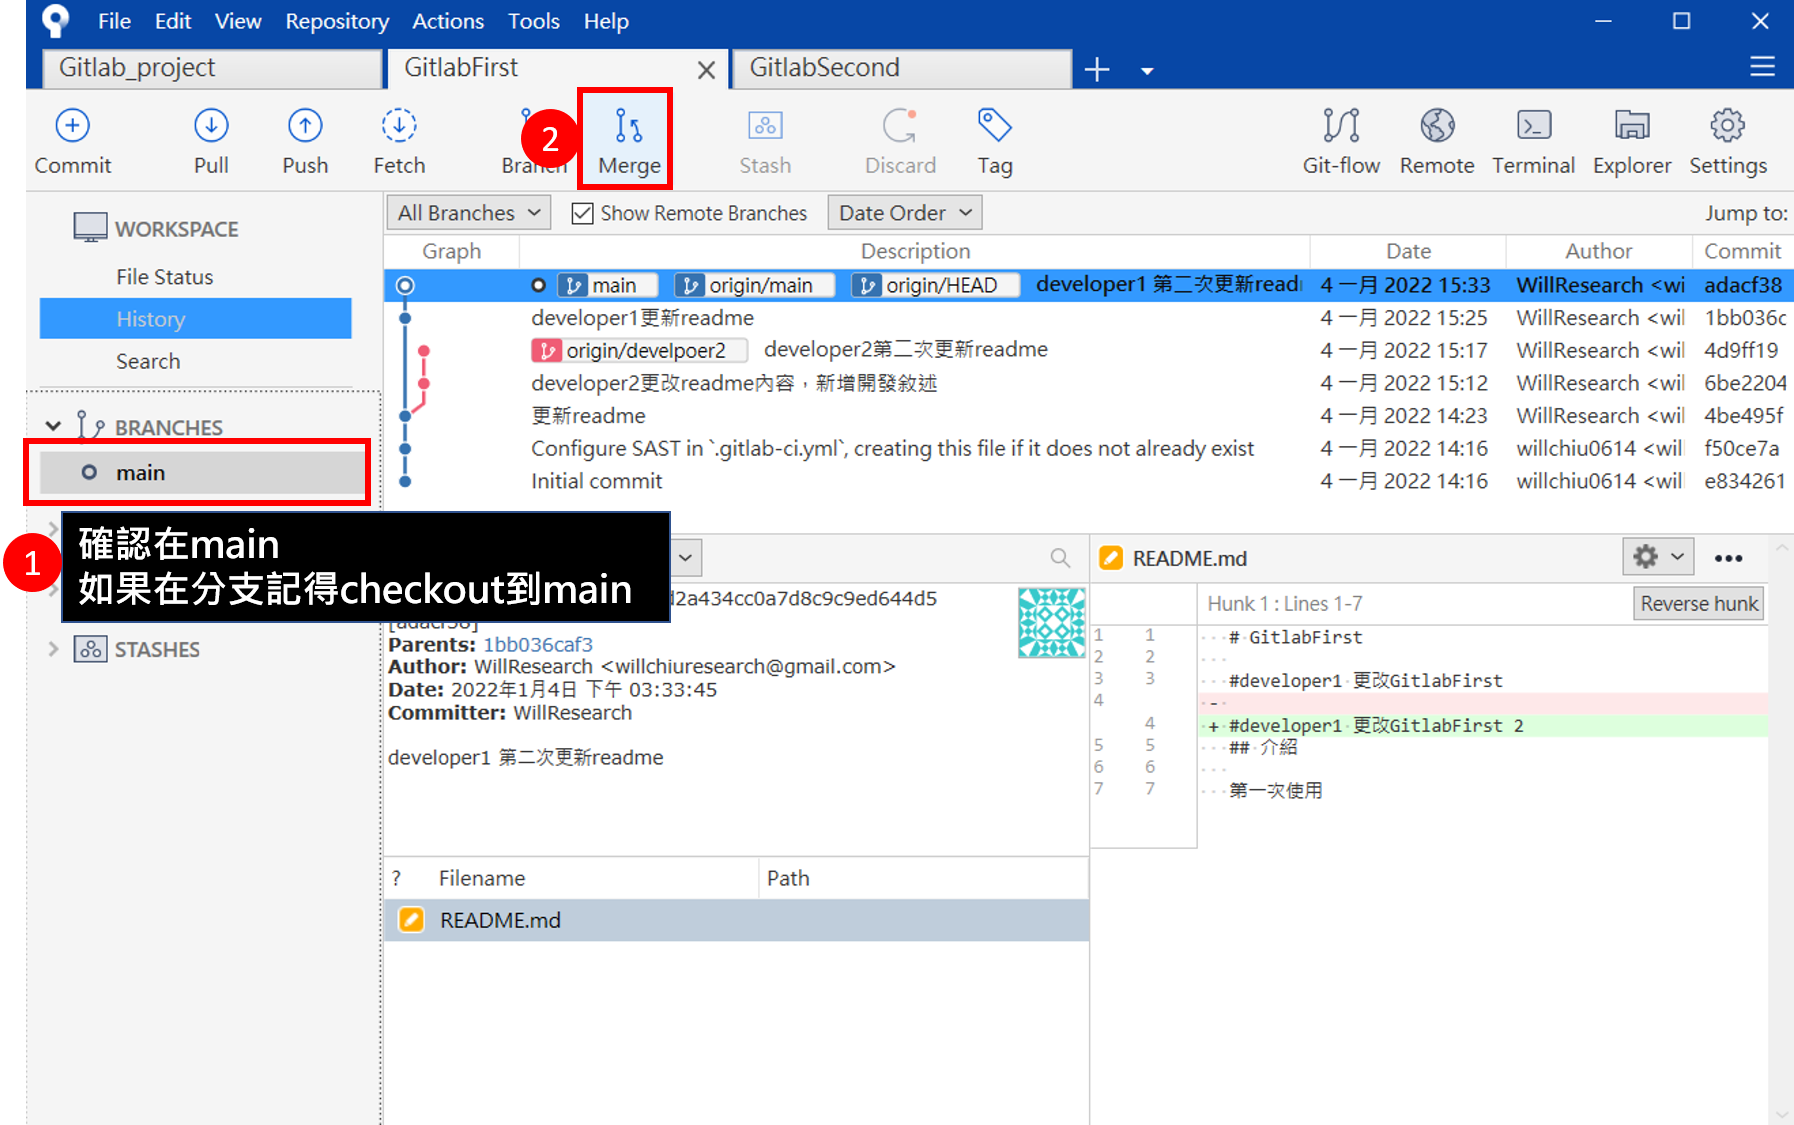 File Edit View Repository Actions Tools Help
Gitlab_project GitlabFirst GitlabSecond
Commit Pull Push Fetch Branch Merge Stash Discard Tag Git-flow Remote Terminal Explorer Settings
2
WORKSPACE
File Status
History
Search
BRANCHES
main
STASHES
1
確認在main
如果在分支記得checkout到main
All Branches Show Remote Branches Date Order Jump to:
Graph Description Date Author Commit
main origin/main origin/HEAD developer1 第二次更新read 4 一月 2022 15:33 WillResearch <wi adacf38
developer1更新readme 4 一月 2022 15:25 WillResearch <wil 1bb036c
origin/develpoer2 developer2第二次更新readme 4 一月 2022 15:17 WillResearch <wil 4d9ff19
developer2更改readme內容，新增開發敘述 4 一月 2022 15:12 WillResearch <wil 6be2204
更新readme 4 一月 2022 14:23 WillResearch <wil 4be495f
Configure SAST in `.gitlab-ci.yml`, creating this file if it does not already exist 4 一月 2022 14:16 willchiu0614 <wil f50ce7a
Initial commit 4 一月 2022 14:16 willchiu0614 <wil e834261
d2a434cc0a7d8c9c9ed644d5
[adacf38]
Parents: 1bb036caf3
Author: WillResearch <willchiuresearch@gmail.com>
Date: 2022年1月4日 下午 03:33:45
Committer: WillResearch
developer1 第二次更新readme
? Filename Path
README.md
README.md
Hunk 1 : Lines 1-7 Reverse hunk
1 1 # GitlabFirst
2 2
3 3 #developer1 更改GitlabFirst
4 -
4 + #developer1 更改GitlabFirst 2
5 5 ## 介紹
6 6
7 7 第一次使用